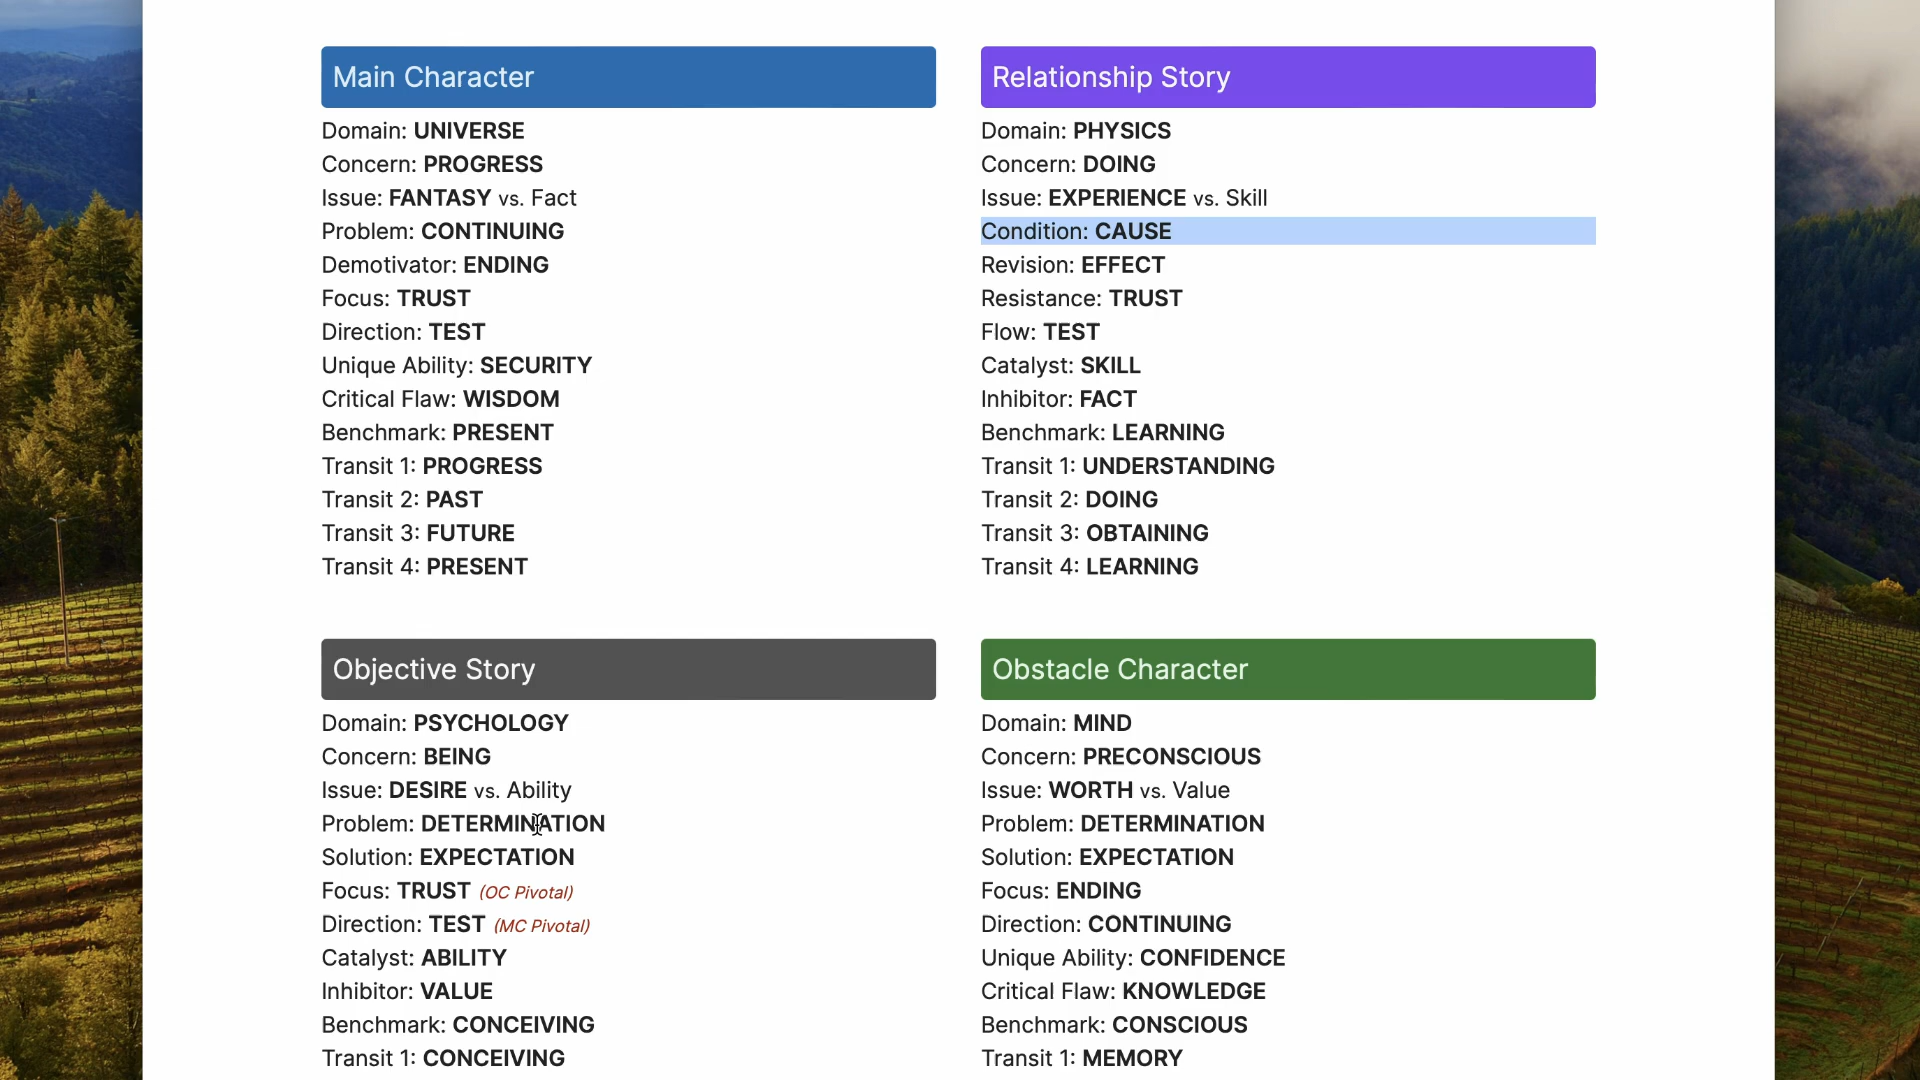 Main Character
Domain: UNIVERSE
Concern: PROGRESS
Issue: FANTASY vs. Fact
Problem: CONTINUING
Demotivator: ENDING
Focus: TRUST
Direction: TEST
Unique Ability: SECURITY
Critical Flaw: WISDOM
Benchmark: PRESENT
Transit 1: PROGRESS
Transit 2: PAST
Transit 3: FUTURE
Transit 4: PRESENT
Relationship Story
Domain: PHYSICS
Concern: DOING
Issue: EXPERIENCE vs. Skill
Condition: CAUSE
Revision: EFFECT
Resistance: TRUST
Flow: TEST
Catalyst: SKILL
Inhibitor: FACT
Benchmark: LEARNING
Transit 1: UNDERSTANDING
Transit 2: DOING
Transit 3: OBTAINING
Transit 4: LEARNING
Objective Story
Domain: PSYCHOLOGY
Concern: BEING
Issue: DESIRE vs. Ability
Problem: DETERMINATION
Solution: EXPECTATION
Focus: TRUST (OC Pivotal)
Direction: TEST (MC Pivotal)
Catalyst: ABILITY
Inhibitor: VALUE
Benchmark: CONCEIVING
Transit 1: CONCEIVING
Obstacle Character
Domain: MIND
Concern: PRECONSCIOUS
Issue: WORTH vs. Value
Problem: DETERMINATION
Solution: EXPECTATION
Focus: ENDING
Direction: CONTINUING
Unique Ability: CONFIDENCE
Critical Flaw: KNOWLEDGE
Benchmark: CONSCIOUS
Transit 1: MEMORY